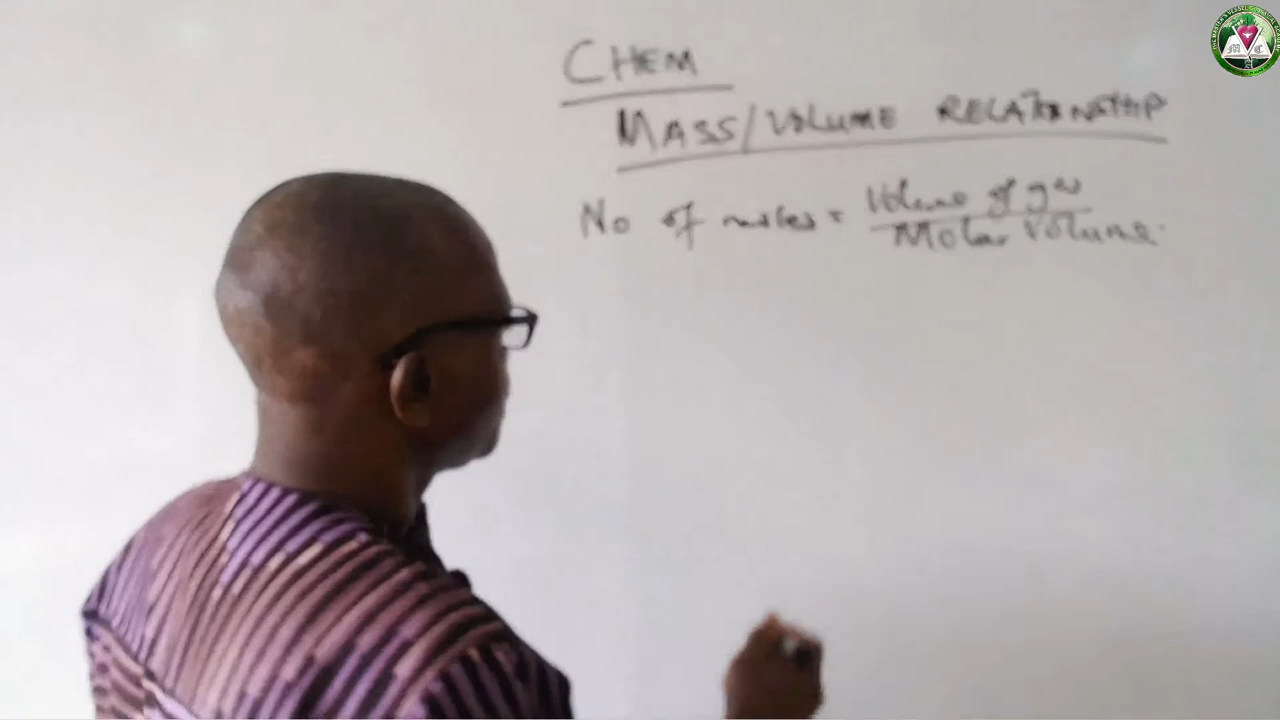 CHEM
MASS/VOLUME RELATIONSHIP
No of moles = Volume of gas
Molar Volume.